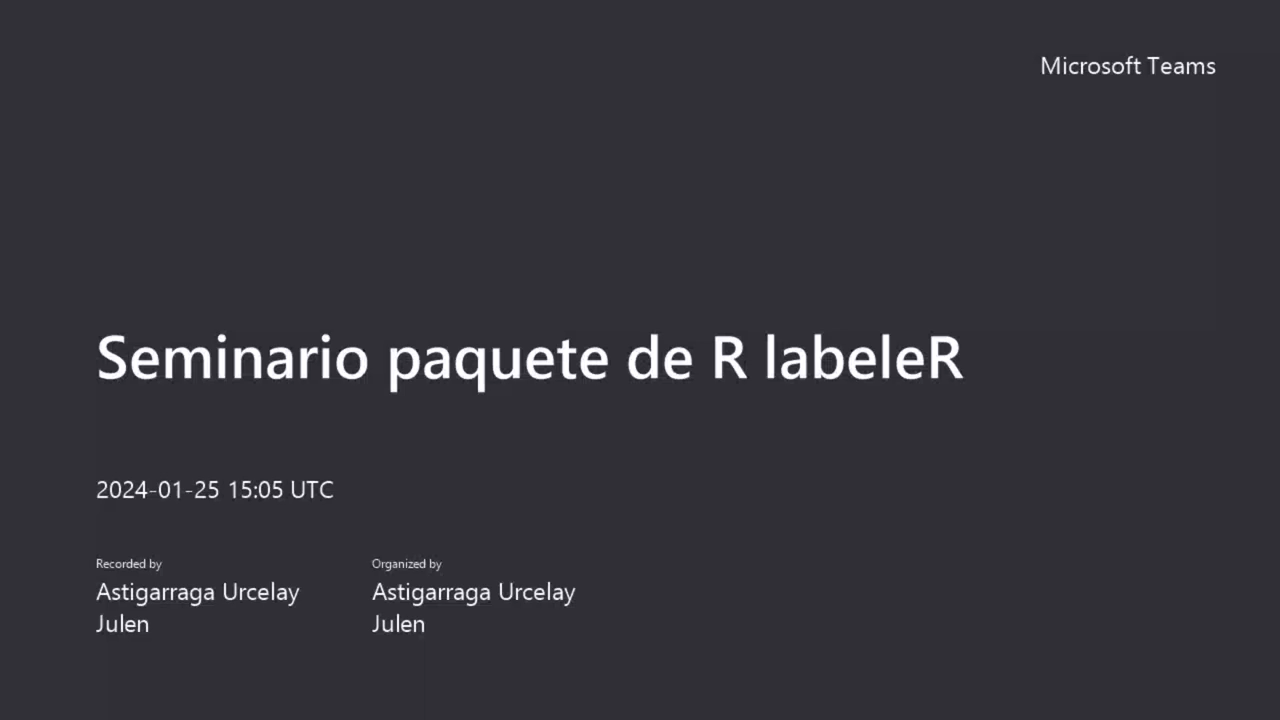 Microsoft Teams
Seminario paquete de R labeleR
2024-01-25 15:05 UTC
Recorded by
Astigarraga Urcelay
Julen
Organized by
Astigarraga Urcelay
Julen